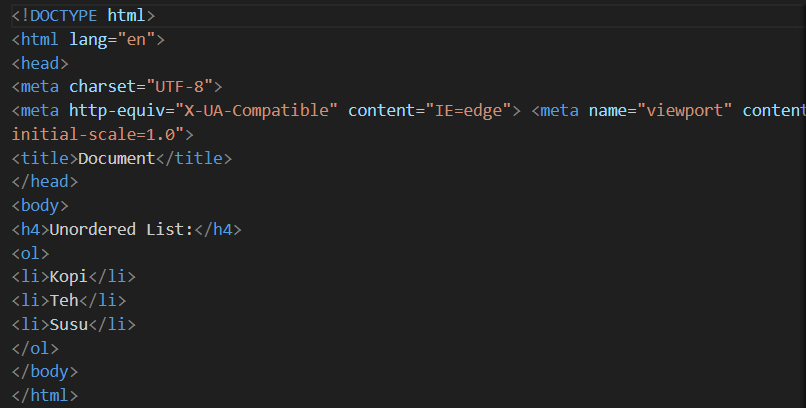 <!DOCTYPE html>
<html lang="en">
<head>
<meta charset="UTF-8">
<meta http-equiv="X-UA-Compatible" content="IE=edge"> <meta name="viewport" content
initial-scale=1.0">
<title>Document</title>
</head>
<body>
<h4>Unordered List:</h4>
<ol>
<li>Kopi</li>
<li>Teh</li>
<li>Susu</li>
</ol>
</body>
</html>